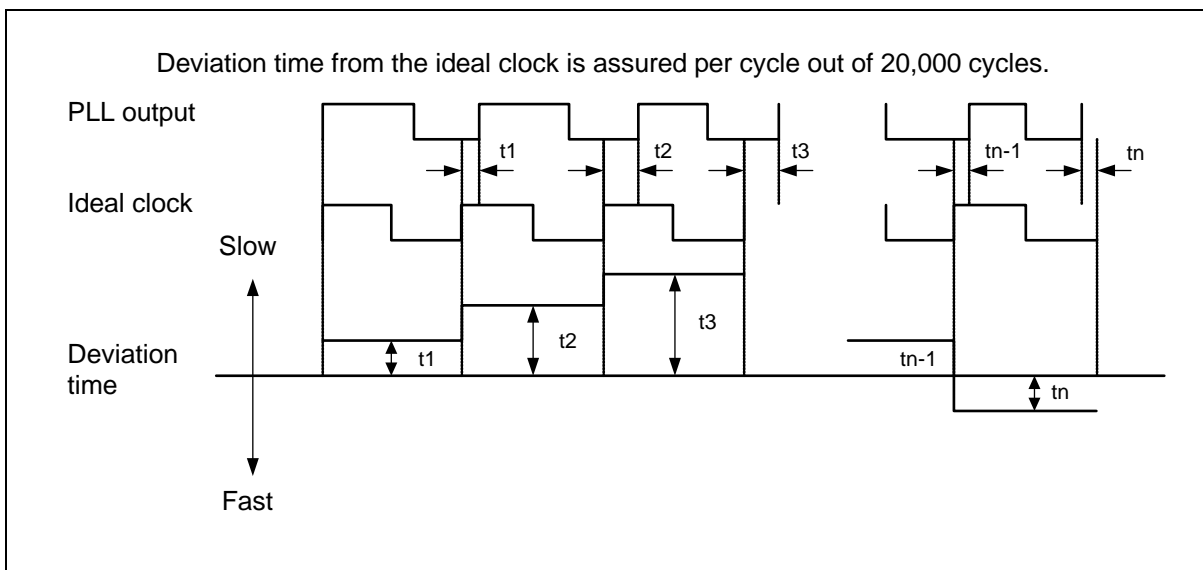 Deviation time from the ideal clock is assured per cycle out of 20,000 cycles.
PLL output
t1
t2
t3
tn-1
tn
Ideal clock
Slow
t1
t2
t3
Deviation
time
tn-1
tn
Fast